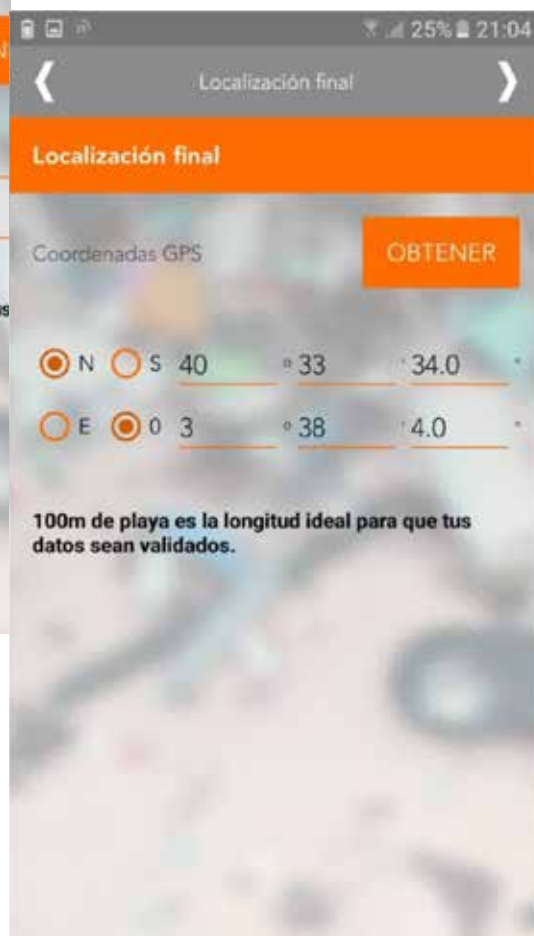 25% 21:04
Localización final
Localización final
Coordenadas GPS
OBTENER
N S 40 º 33 ' 34.0 "
E 0 3 º 38 ' 4.0 "
100m de playa es la longitud ideal para que tus
datos sean validados.